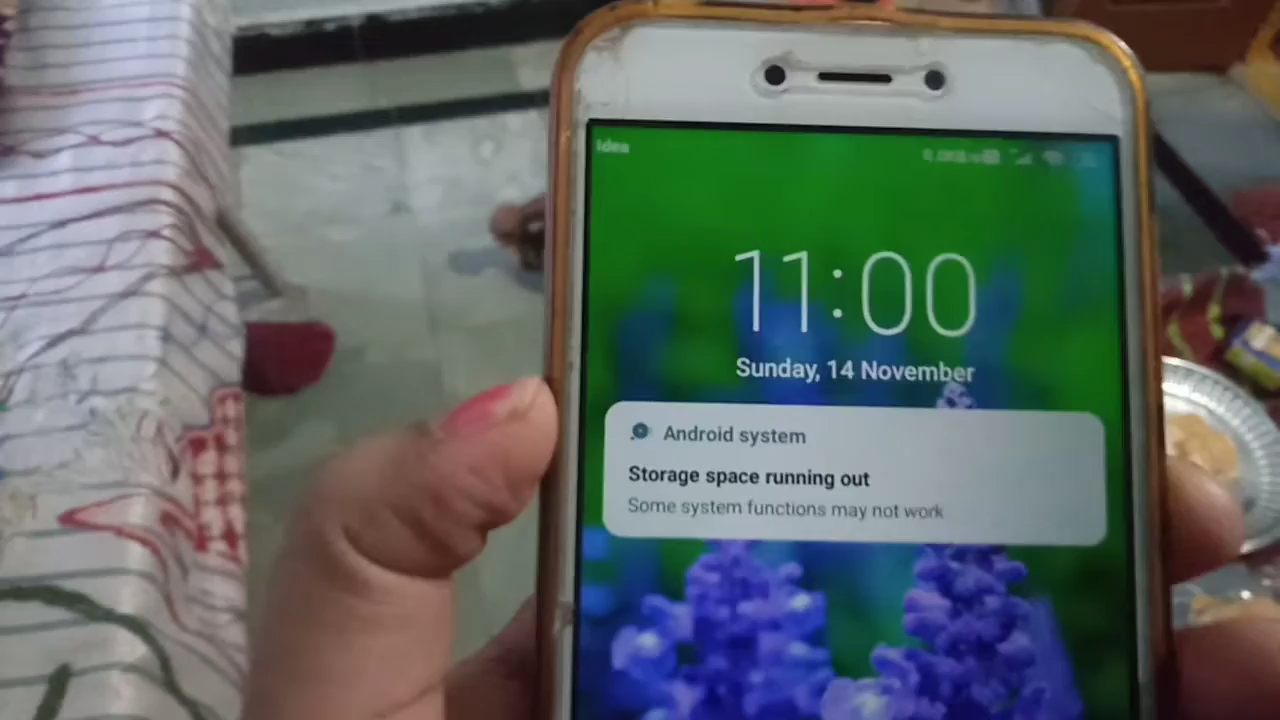 Idea
11:00
Sunday, 14 November
Android system
Storage space running out
Some system functions may not work